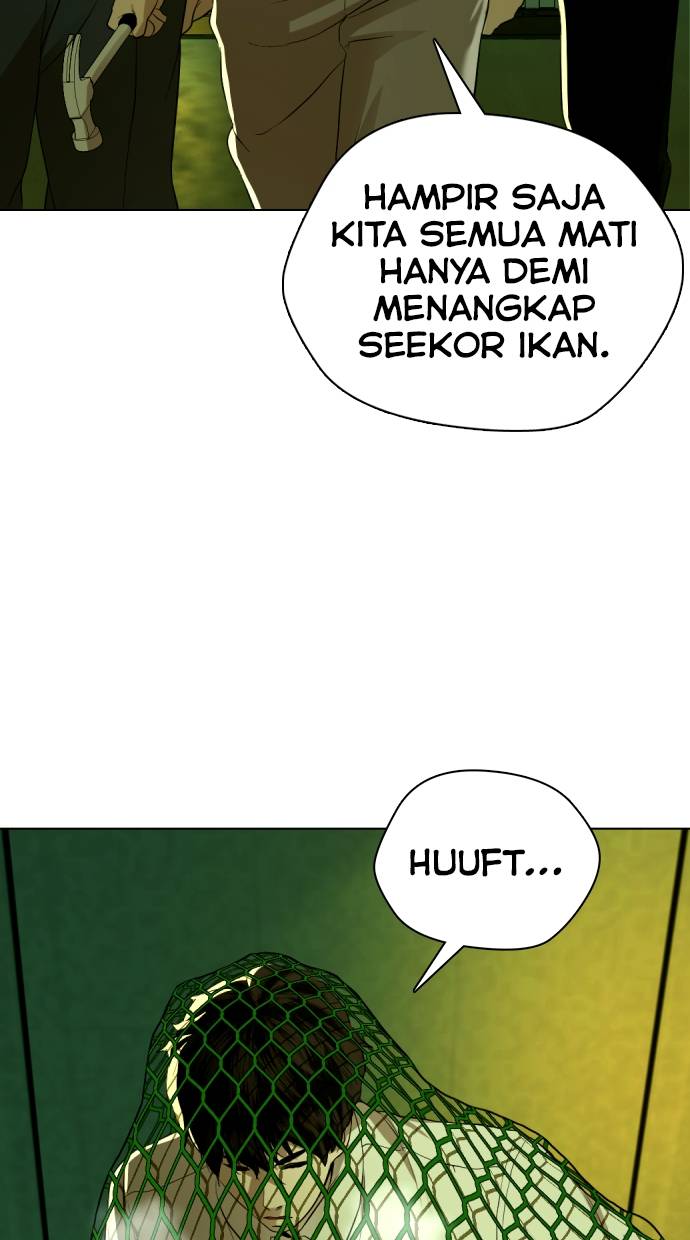 HAMPIR SAJA
KITA SEMUA MATI
HANYA DEMI
MENANGKAP
SEEKOR IKAN.
HUUFT...